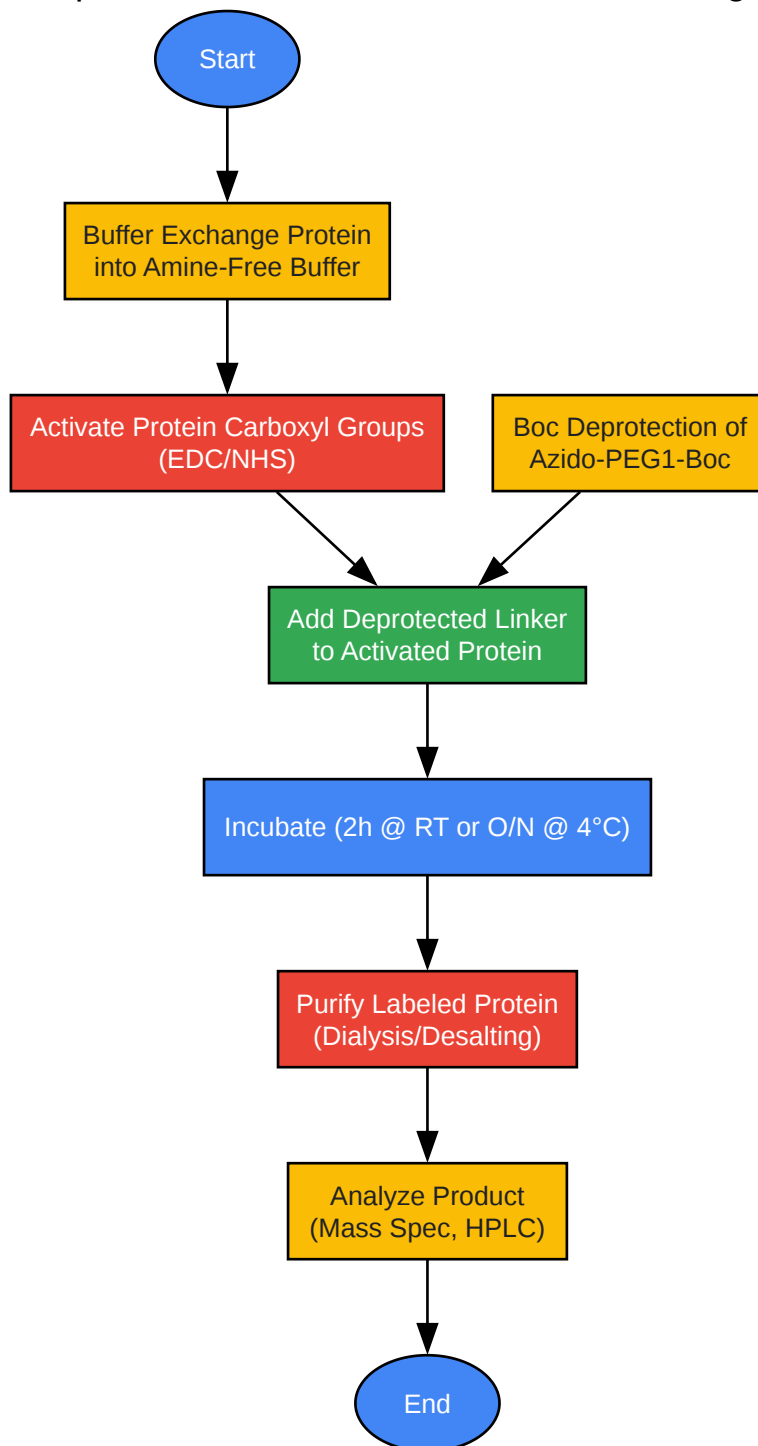 Start
Buffer Exchange Protein
into Amine-Free Buffer
Activate Protein Carboxyl Groups
(EDC/NHS)
Boc Deprotection of
Azido-PEG1-Boc
Add Deprotected Linker
to Activated Protein
Incubate (2h @ RT or O/N @ 4°C)
Purify Labeled Protein
(Dialysis/Desalting)
Analyze Product
(Mass Spec, HPLC)
End